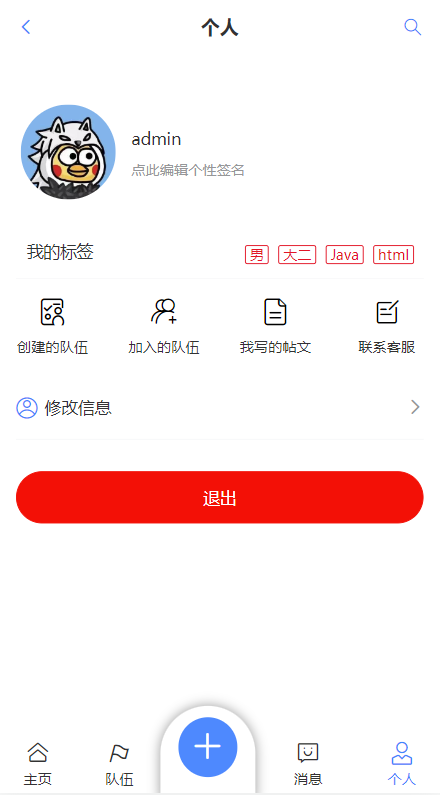 个人
admin
点此编辑个性签名
我的标签 男 大二 Java html
创建的队伍 加入的队伍 我写的帖文 联系客服
修改信息
退出
主页 队伍 消息 个人